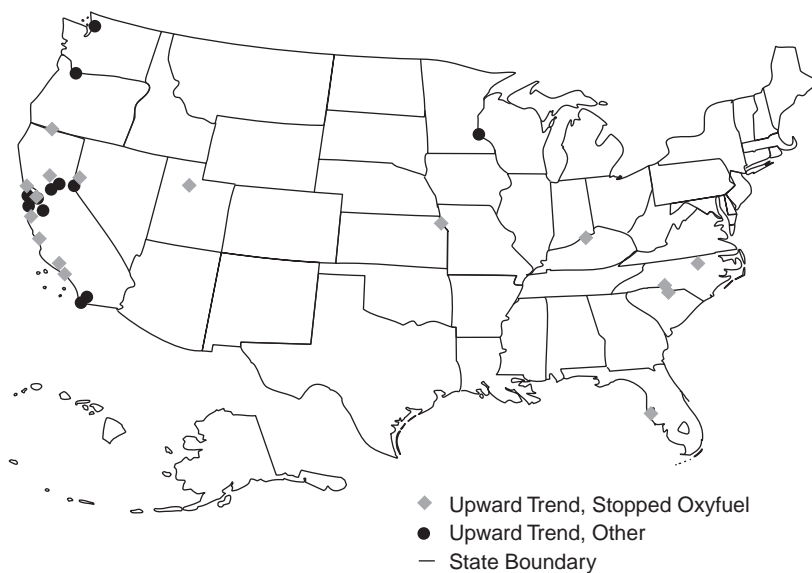 Upward Trend, Stopped Oxyfuel
Upward Trend, Other
State Boundary